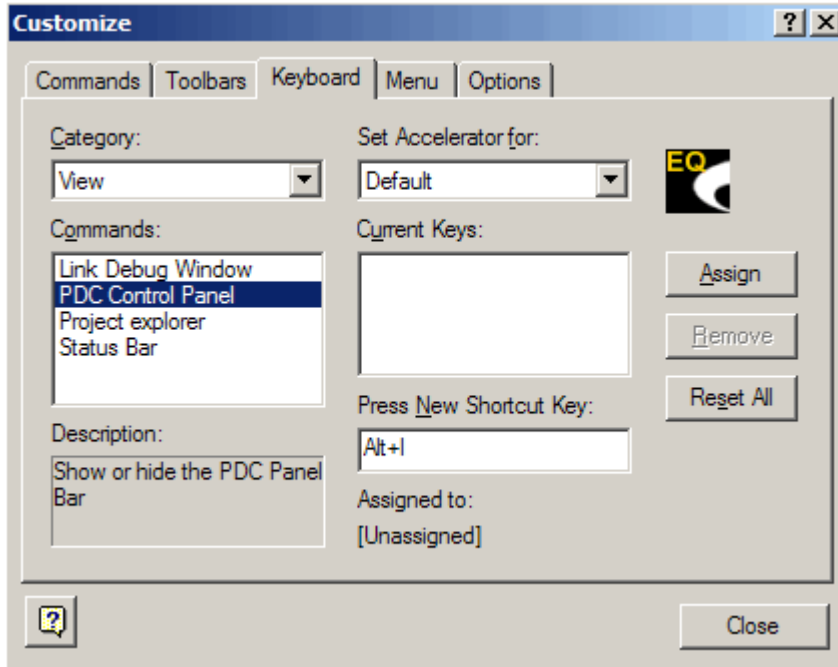 Customize
Commands
Toolbars
Keyboard
Menu
Options
Category:
View
Commands:
Link Debug Window
PDC Control Panel
Project explorer
Status Bar
Description:
Show or hide the PDC Panel
Bar
Set Accelerator for:
Default
Current Keys:
Press New Shortcut Key:
Alt+I
Assigned to:
[Unassigned]
EQ
Assign
Remove
Reset All
Close